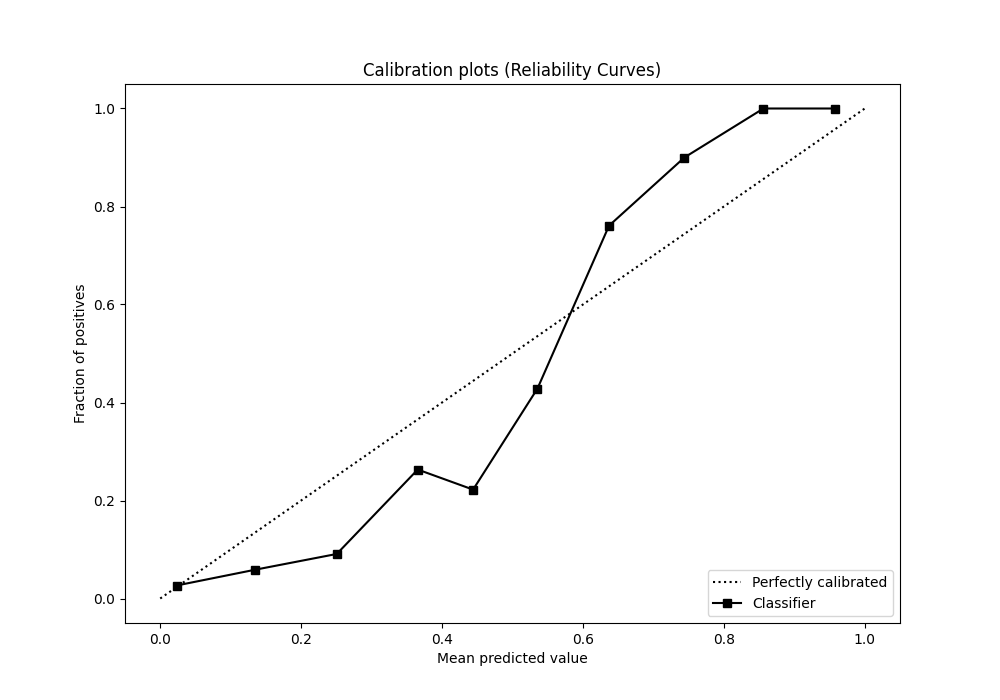 Calibration plots (Reliability Curves)
1.0
0.8
0.6
0.4
0.2
0.0
Fraction of positives
Perfectly calibrated
Classifier
0.0 0.2 0.4 0.6 0.8 1.0
Mean predicted value